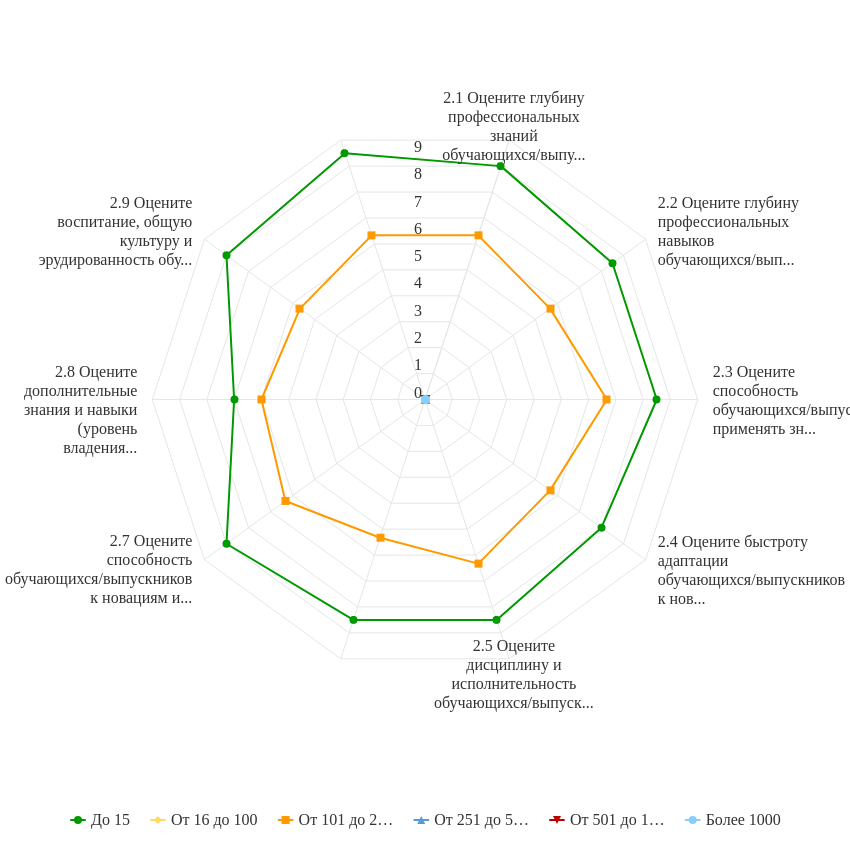 2.1 Оцените глубину
профессиональных
знаний
обучающихся/выпу...
2.2 Оцените глубину
профессиональных
навыков
обучающихся/вып...
2.3 Оцените
способность
обучающихся/выпус
применять зн...
2.4 Оцените быстроту
адаптации
обучающихся/выпускников
к нов...
2.5 Оцените
дисциплину и
исполнительность
обучающихся/выпуск...
2.7 Оцените
способность
обучающихся/выпускников
к новациям и...
2.8 Оцените
дополнительные
знания и навыки
(уровень
владения...
2.9 Оцените
воспитание, общую
культуру и
эрудированность обу...
9
8
7
6
5
4
3
2
1
0
До 15
От 16 до 100
От 101 до 2…
От 251 до 5…
От 501 до 1…
Более 1000